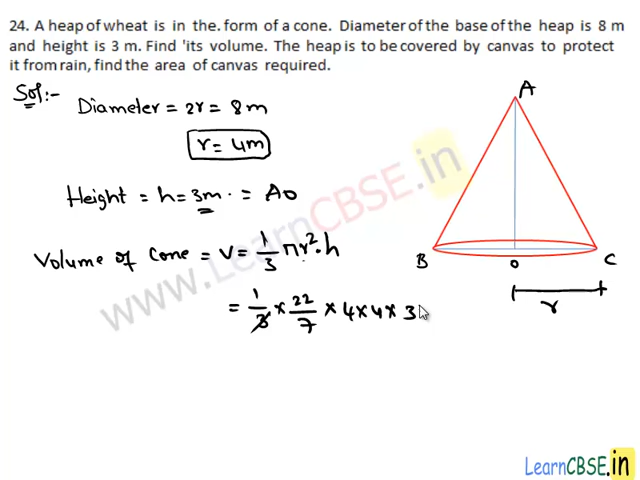 24. A heap of wheat is in the. form of a cone. Diameter of the base of the heap is 8 m
and height is 3 m. Find 'its volume. The heap is to be covered by canvas to protect
it from rain, find the area of canvas required.
Sol:-
Diameter = 2r = 8m
r = 4m
Height = h = 3m. = AO
Volume of Cone = V = 1/3 πr². h
= 1/3 × 22/7 × 4 × 4 × 3
A
B
O
C
r
www.LearnCBSE.in
LearnCBSE.in